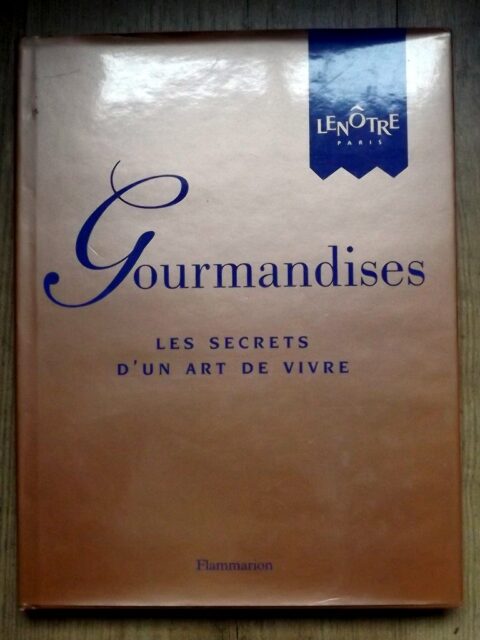 LENÔTRE
PARIS
Gourmandises
LES SECRETS
D'UN ART DE VIVRE
Flammarion